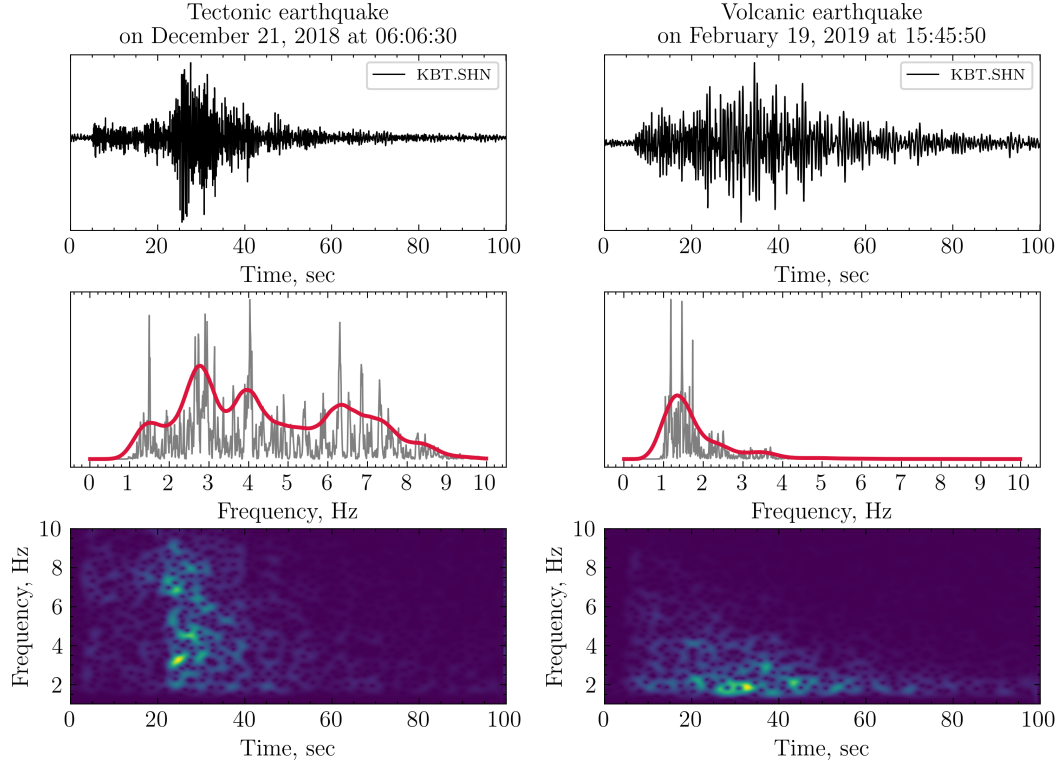 Tectonic earthquake
on December 21, 2018 at 06:06:30
KBT.SHN
0 20 40 60 80 100
Time, sec
0 1 2 3 4 5 6 7 8 9 10
Frequency, Hz
10
8
6
4
2
Frequency, Hz
0 20 40 60 80 100
Time, sec
Volcanic earthquake
on February 19, 2019 at 15:45:50
KBT.SHN
0 20 40 60 80 100
Time, sec
0 1 2 3 4 5 6 7 8 9 10
Frequency, Hz
10
8
6
4
2
Frequency, Hz
0 20 40 60 80 100
Time, sec